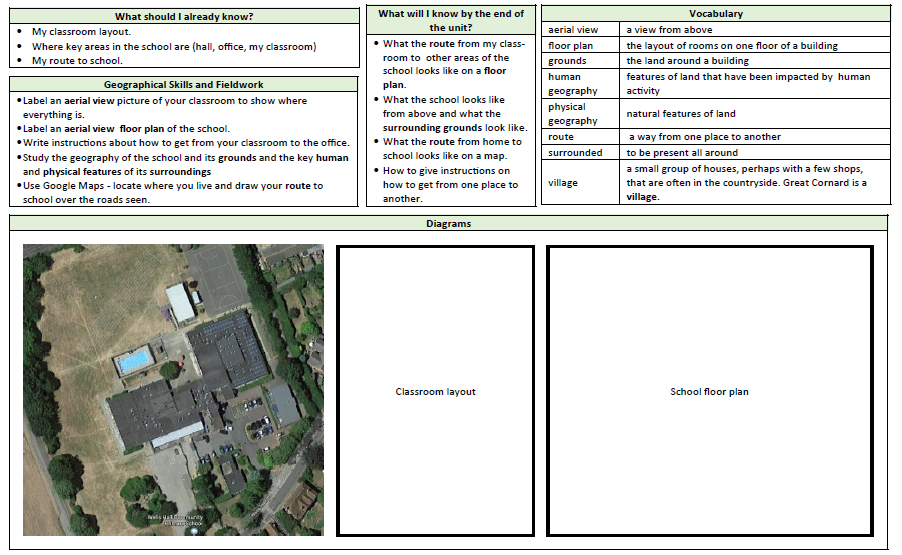 What should I already know?
• My classroom layout.
• Where key areas in the school are (hall, office, my classroom)
• My route to school.
Geographical Skills and Fieldwork
• Label an aerial view picture of your classroom to show where
everything is.
• Label an aerial view floor plan of the school.
• Write instructions about how to get from your classroom to the office.
• Study the geography of the school and its grounds and the key human
and physical features of its surroundings
• Use Google Maps - locate where you live and draw your route to
school over the roads seen.
What will I know by the end of
the unit?
• What the route from my class-
room to other areas of the
school looks like on a floor
plan.
• What the school looks like
from above and what the
surrounding grounds look like.
• What the route from home to
school looks like on a map.
• How to give instructions on
how to get from one place to
another.
Vocabulary
aerial view a view from above
floor plan the layout of rooms on one floor of a building
grounds the land around a building
human
geography
features of land that have been impacted by human
activity
physical
geography
natural features of land
route a way from one place to another
surrounded to be present all around
village
a small group of houses, perhaps with a few shops,
that are often in the countryside. Great Cornard is a
village.
Diagrams
Wells Hall Community
Primary School
Classroom layout
School floor plan